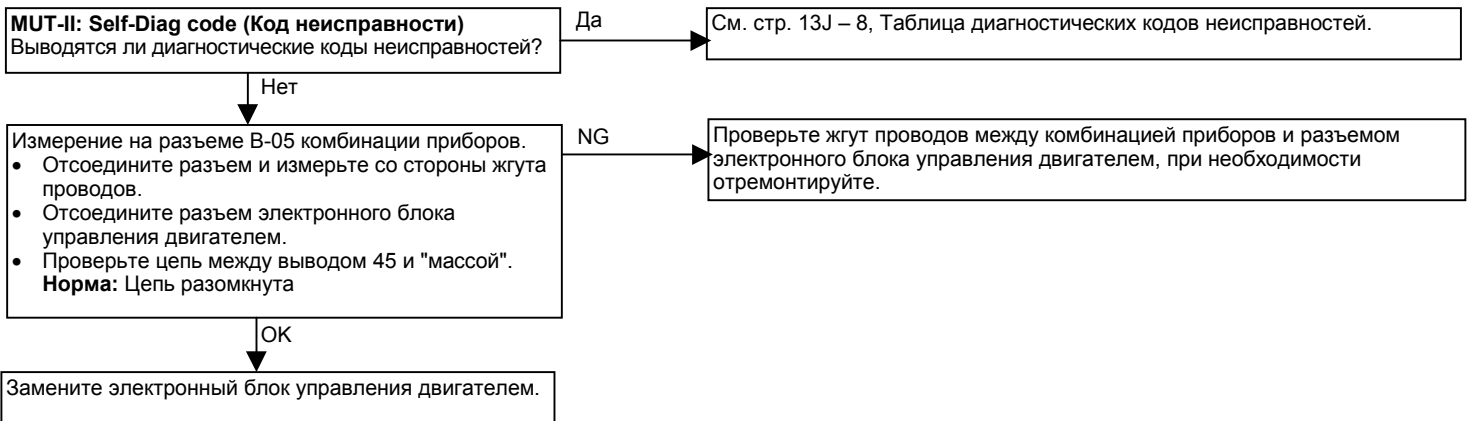 MUT-II: Self-Diag code (Код неисправности)
Выводятся ли диагностические коды неисправностей?
Да
См. стр. 13J – 8, Таблица диагностических кодов неисправностей.
Нет
Измерение на разъеме B-05 комбинации приборов.
• Отсоедините разъем и измерьте со стороны жгута
проводов.
• Отсоедините разъем электронного блока
управления двигателем.
• Проверьте цепь между выводом 45 и "массой".
Норма: Цепь разомкнута
NG
Проверьте жгут проводов между комбинацией приборов и разъемом
электронного блока управления двигателем, при необходимости
отремонтируйте.
OK
Замените электронный блок управления двигателем.